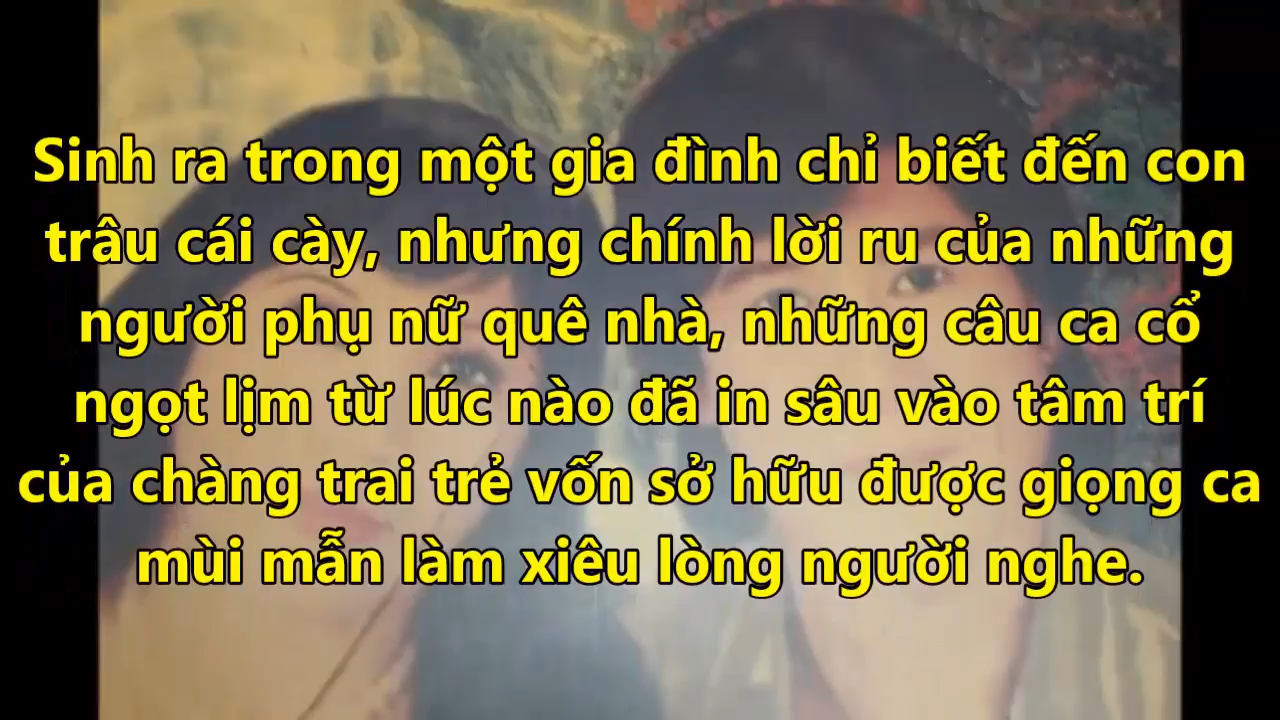 Sinh ra trong một gia đình chỉ biết đến con
trâu cái cày, nhưng chính lời ru của những
người phụ nữ quê nhà, những câu ca cổ
ngọt lịm từ lúc nào đã in sâu vào tâm trí
của chàng trai trẻ vốn sở hữu được giọng ca
mùi mẫn làm xiêu lòng người nghe.